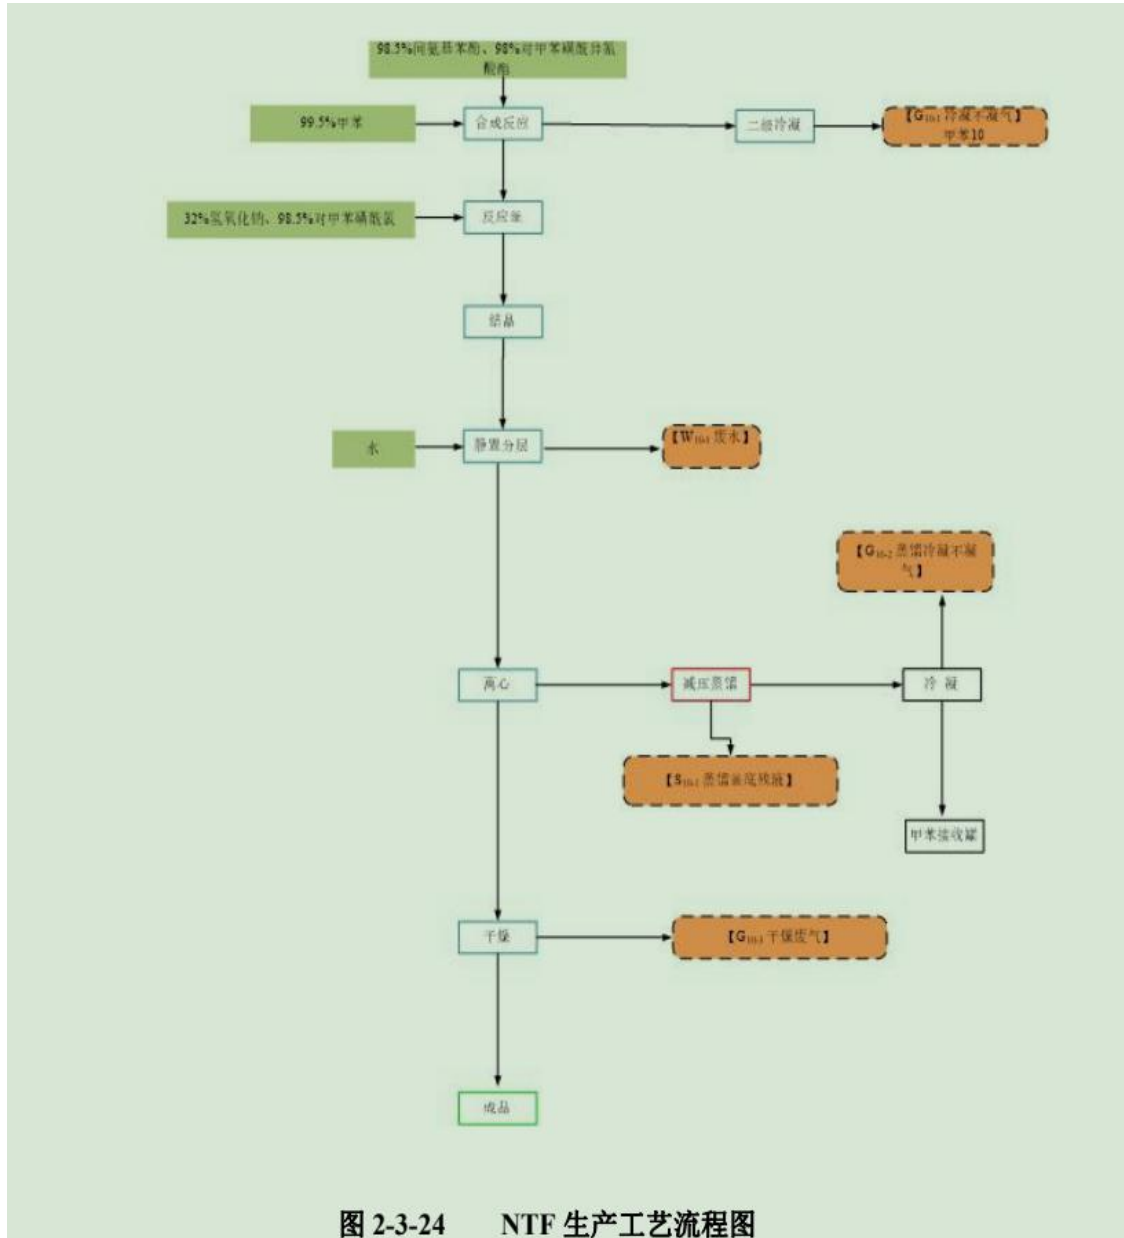 98.5%间氨基苯酚、98%对甲苯磺酰异氰
酸酯
99.5%甲苯
合成反应
二级冷凝
【G10-1 冷凝不凝气】
甲苯10
32%氢氧化钠、98.5%对甲苯磺酰氯
反应釜
结晶
水
静置分层
【W10-1 废水】
【G10-2 蒸馏冷凝不凝
气】
离心
减压蒸馏
冷 凝
【S10-1 蒸馏釜底残液】
甲苯接收罐
干燥
【G10-3 干燥废气】
成品
图 2-3-24 NTF 生产工艺流程图